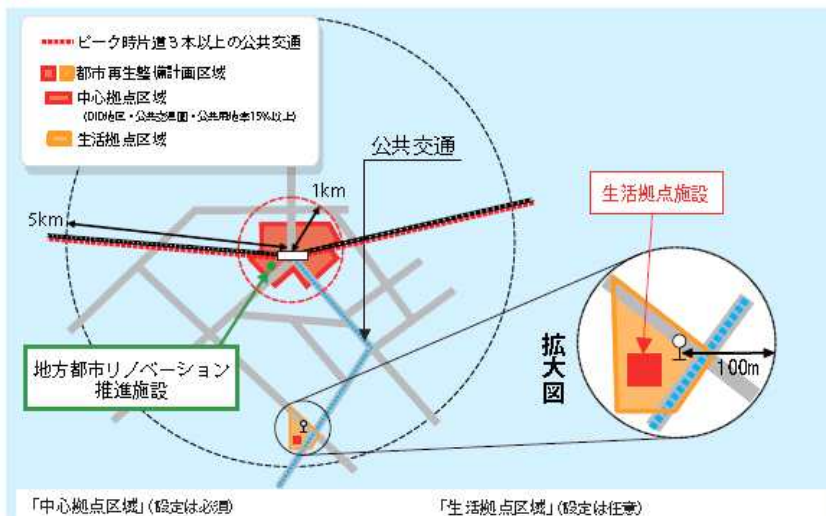 ピーク時片道3本以上の公共交通
都市再生整備計画区域
中心拠点区域
(DID地区・公共交通圏・公共用地率15%以上)
生活拠点区域
公共交通
1km
5km
生活拠点施設
拡大図
100m
地方都市リノベーション
推進施設
「中心拠点区域」(設定は必須)
「生活拠点区域」(設定は任意)